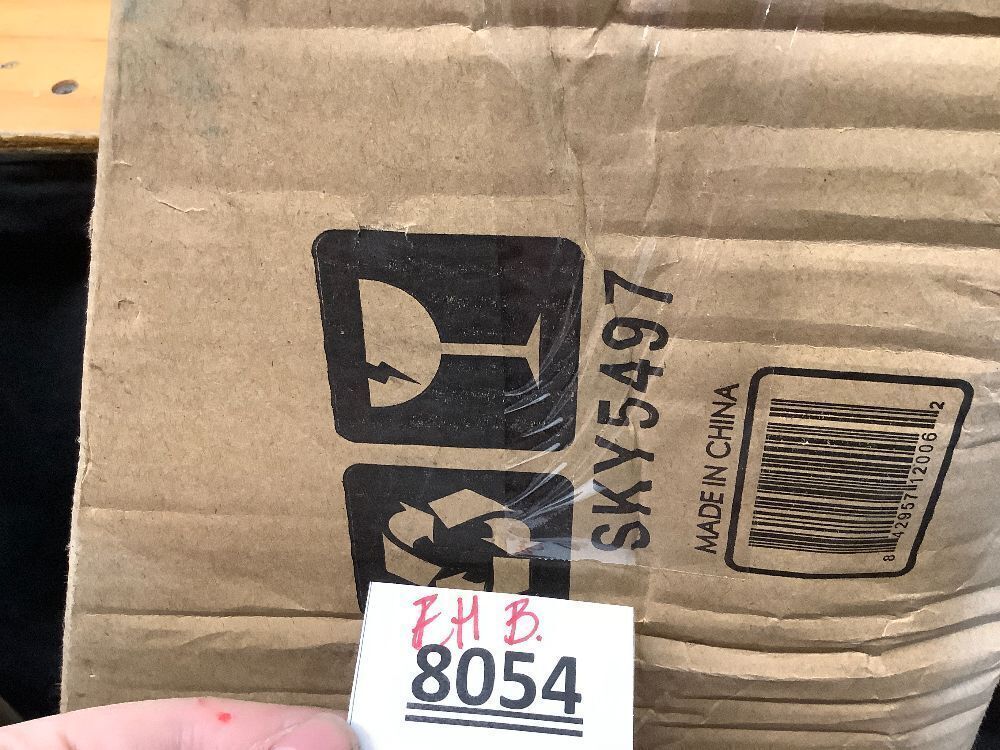 SKY5497
MADE IN CHINA
8 42957 12006 2
EH B.
8054